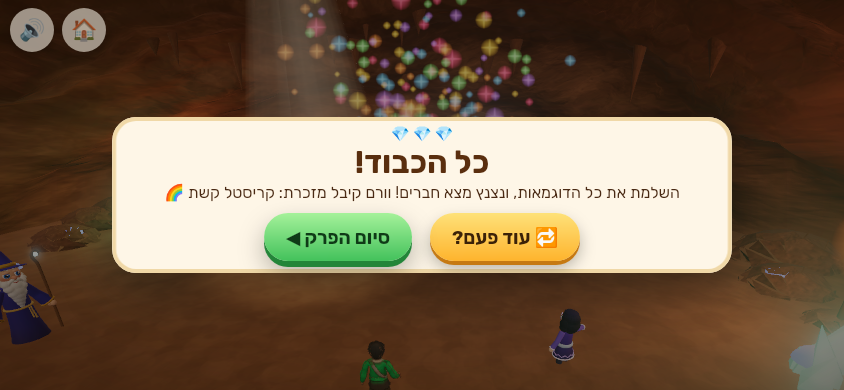 כל הכבוד!
השלמת את כל הדוגמאות, ונצנץ מצא חברים! וורם קיבל מזכרת: קריסטל קשת 🌈
🔁 עוד פעם?
סיום הפרק ◀